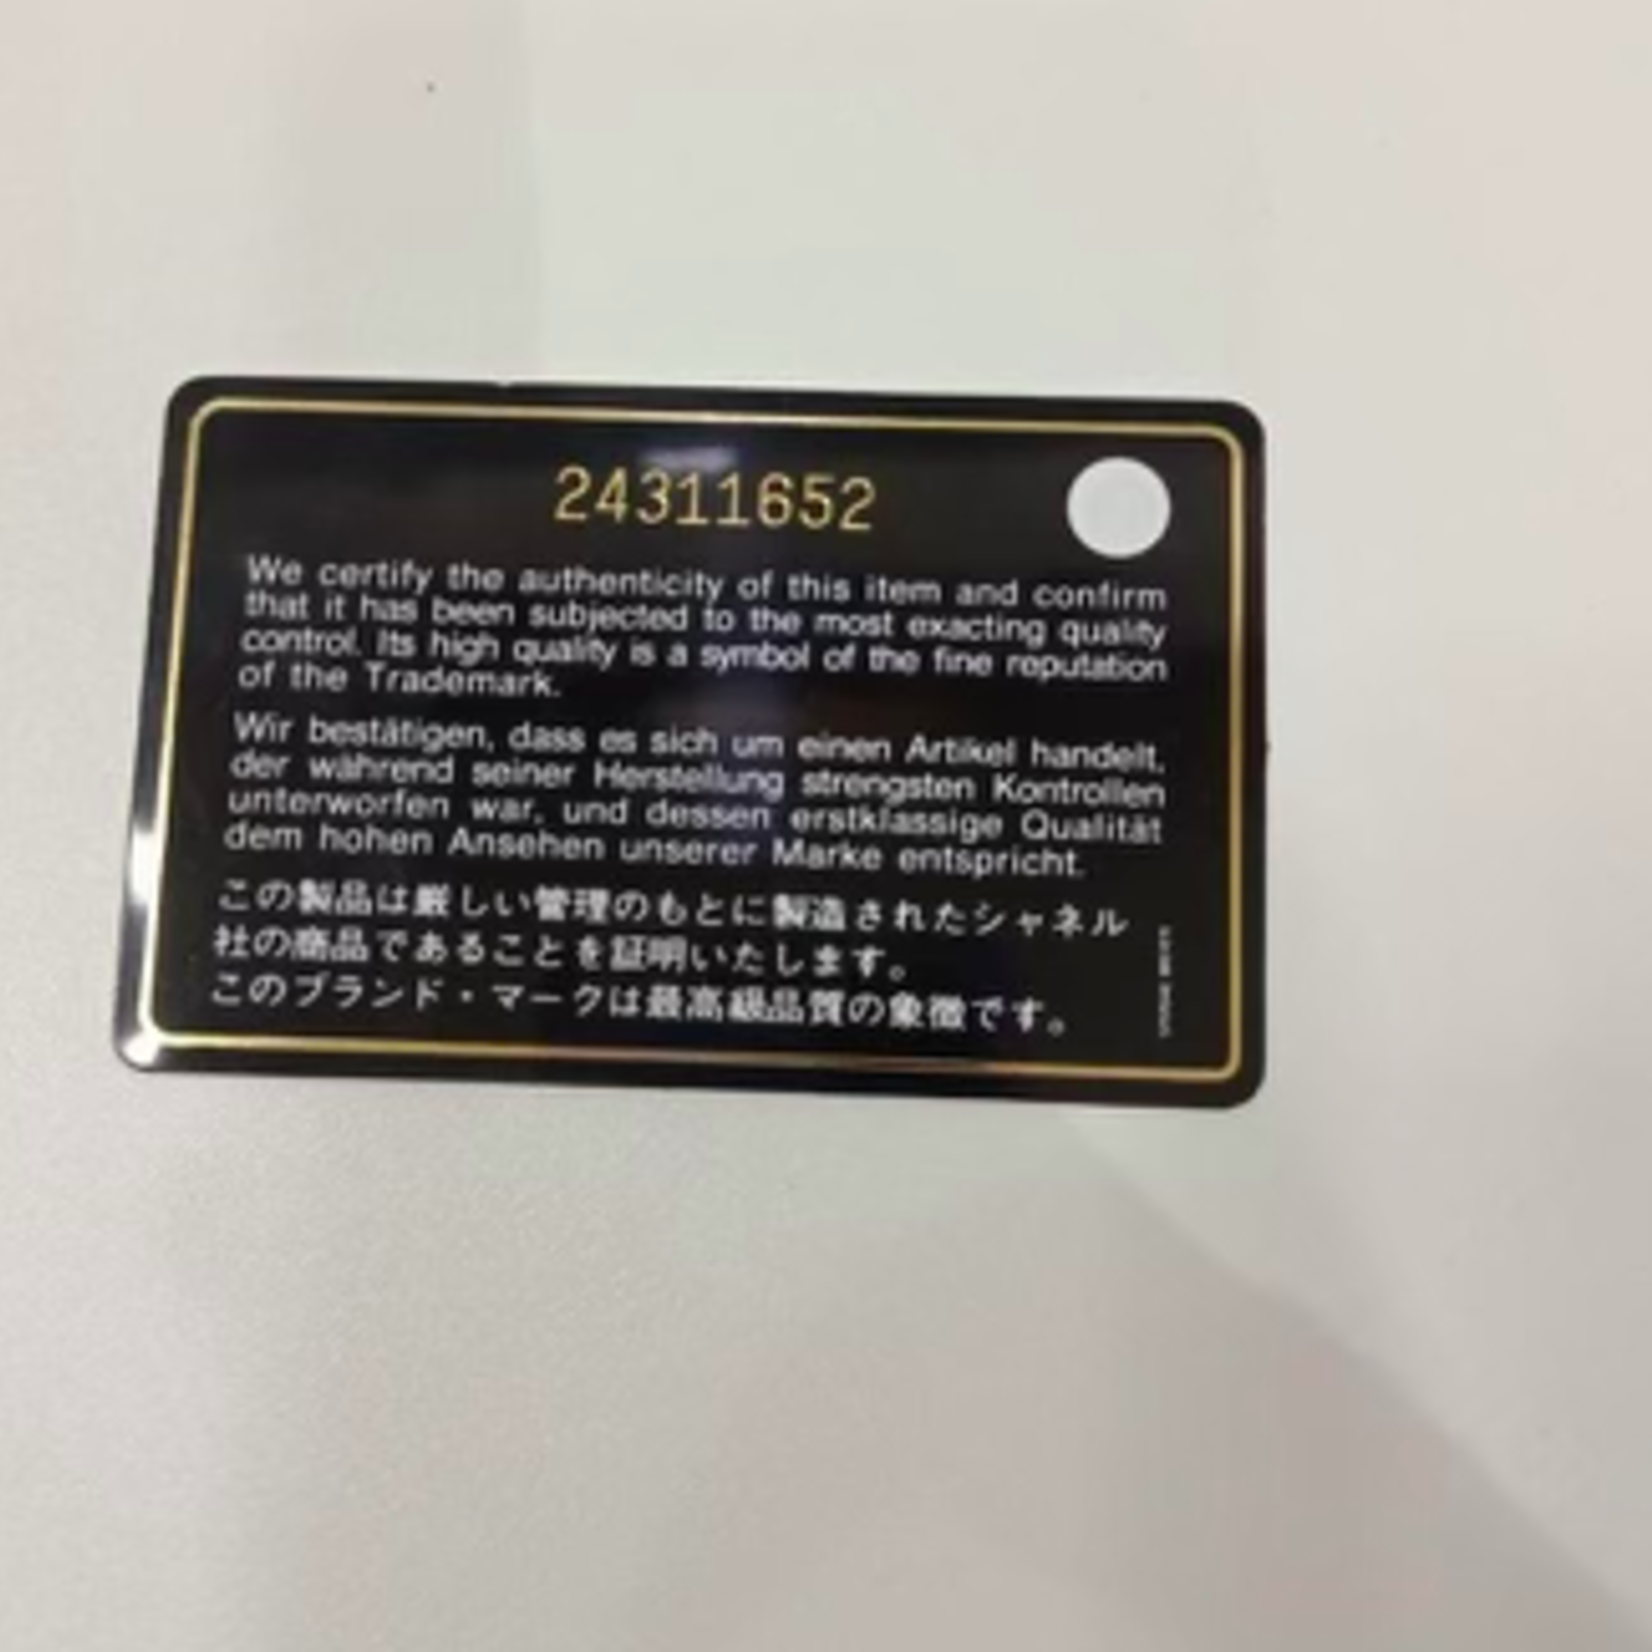 24311652
We certify the authenticity of this item and confirm
that it has been subjected to the most exacting quality
control. Its high quality is a symbol of the fine reputation
of the Trademark.
Wir bestätigen, dass es sich um einen Artikel handelt,
der während seiner Herstellung strengsten Kontrollen
unterworfen war, und dessen erstklassige Qualität
dem hohen Ansehen unserer Marke entspricht.
この製品は厳しい管理のもとに製造されたシャネル
社の商品であることを証明いたします。
このブランド・マークは最高級品質の象徴です。